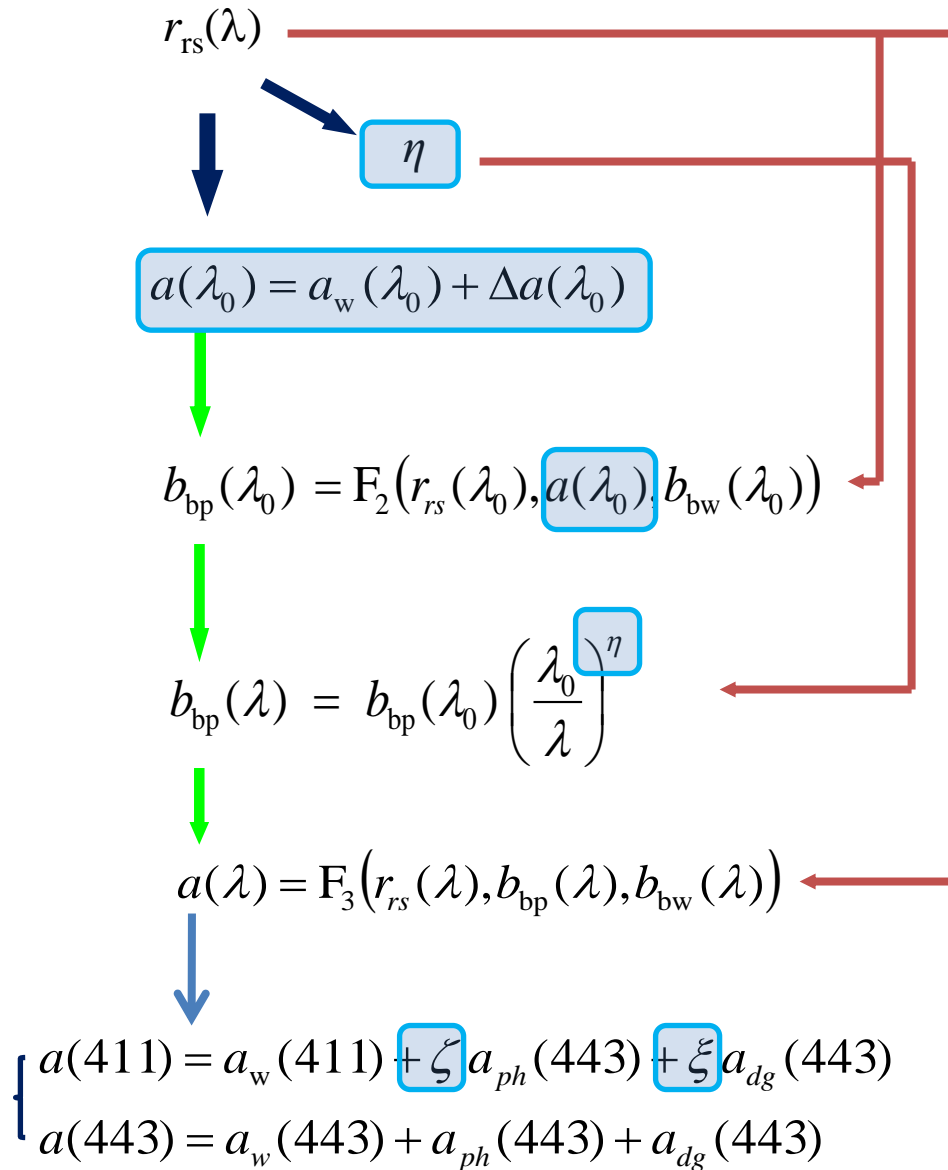 r_rs(λ)
η
a(λ_0) = a_w(λ_0) + Δa(λ_0)
b_bp(λ_0) = F_2(r_rs(λ_0), a(λ_0), b_bw(λ_0))
b_bp(λ) = b_bp(λ_0) (λ_0/λ)^η
a(λ) = F_3(r_rs(λ), b_bp(λ), b_bw(λ))
a(411) = a_w(411) + ζ a_ph(443) + ξ a_dg(443)
a(443) = a_w(443) + a_ph(443) + a_dg(443)